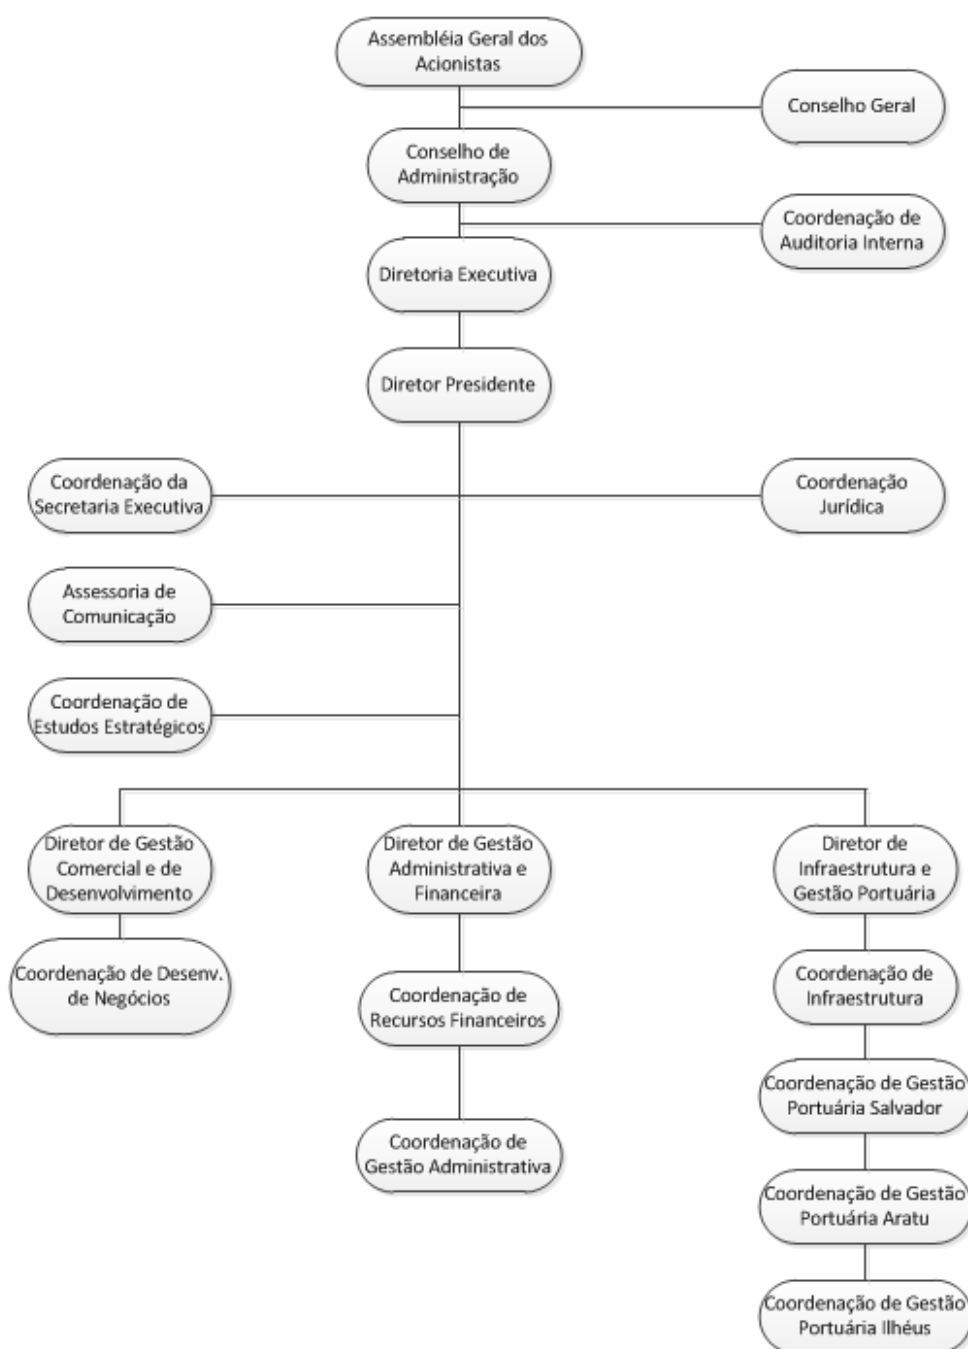 Assembléia Geral dos
Acionistas
Conselho Geral
Conselho de
Administração
Coordenação de
Auditoria Interna
Diretoria Executiva
Diretor Presidente
Coordenação da
Secretaria Executiva
Coordenação
Jurídica
Assessoria de
Comunicação
Coordenação de
Estudos Estratégicos
Diretor de Gestão
Comercial e de
Desenvolvimento
Diretor de Gestão
Administrativa e
Financeira
Diretor de
Infraestrutura e
Gestão Portuária
Coordenação de Desenv.
de Negócios
Coordenação de
Recursos Financeiros
Coordenação de
Infraestrutura
Coordenação de Gestão
Portuária Salvador
Coordenação de
Gestão Administrativa
Coordenação de Gestão
Portuária Aratu
Coordenação de Gestão
Portuária Ilhéus